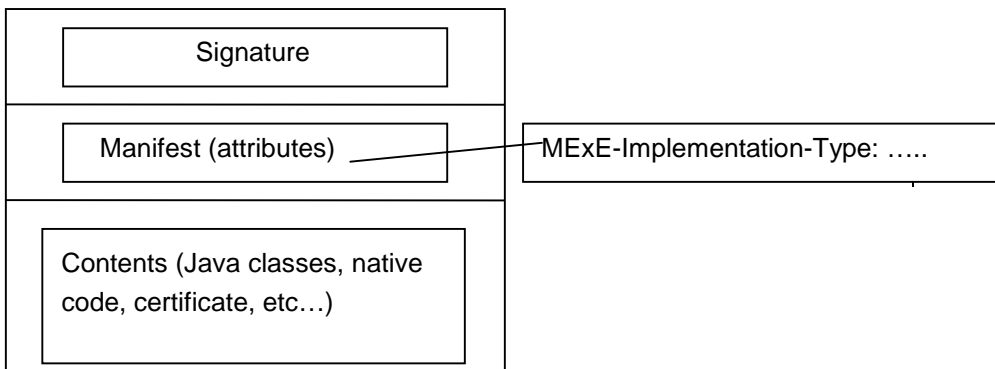 Signature
Manifest (attributes)
MExE-Implementation-Type: …..
Contents (Java classes, native
code, certificate, etc…)